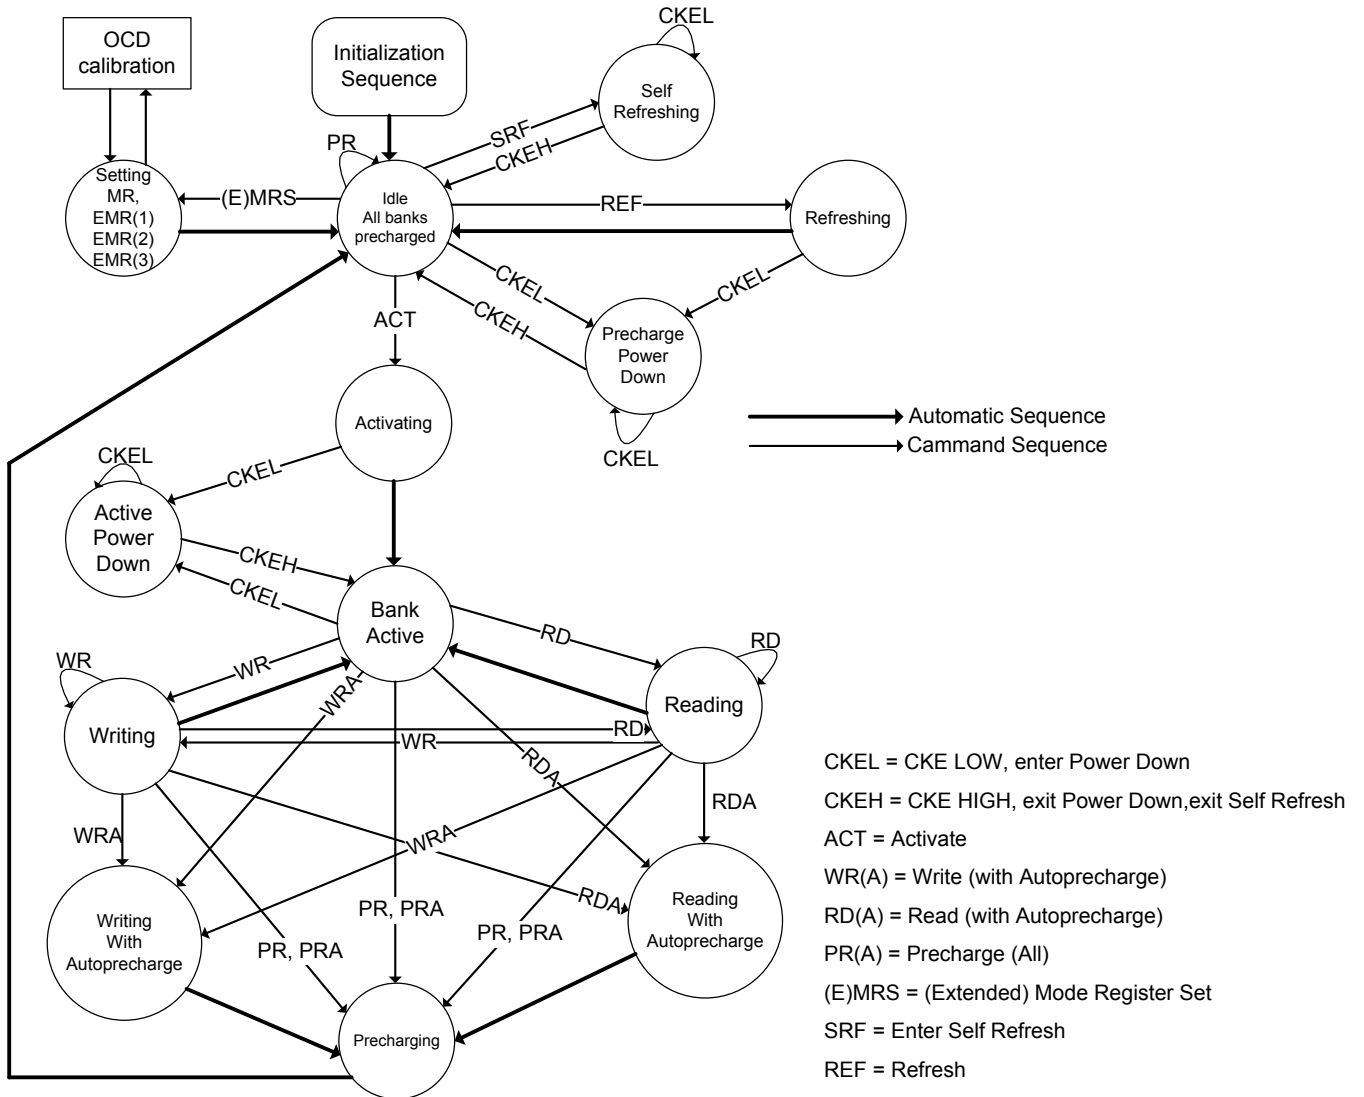 OCD
calibration
Initialization
Sequence
CKEL
Self
Refreshing
SRF
CKEH
PR
Setting
MR,
EMR(1)
EMR(2)
EMR(3)
(E)MRS
Idle
All banks
precharged
REF
Refreshing
CKEL
CKEH
CKEL
ACT
Precharge
Power
Down
CKEL
Activating
Automatic Sequence
Cammand Sequence
CKEL
CKEL
Active
Power
Down
CKEH
CKEL
Bank
Active
RD
RD
WR
WR
WRA
Reading
Writing
RD
WR
RDA
RDA
WRA
WRA
CKEL = CKE LOW, enter Power Down
CKEH = CKE HIGH, exit Power Down,exit Self Refresh
ACT = Activate
WR(A) = Write (with Autoprecharge)
RD(A) = Read (with Autoprecharge)
PR(A) = Precharge (All)
(E)MRS = (Extended) Mode Register Set
SRF = Enter Self Refresh
REF = Refresh
RDA
PR, PRA
Reading
With
Autoprecharge
Writing
With
Autoprecharge
PR, PRA
PR, PRA
Precharging